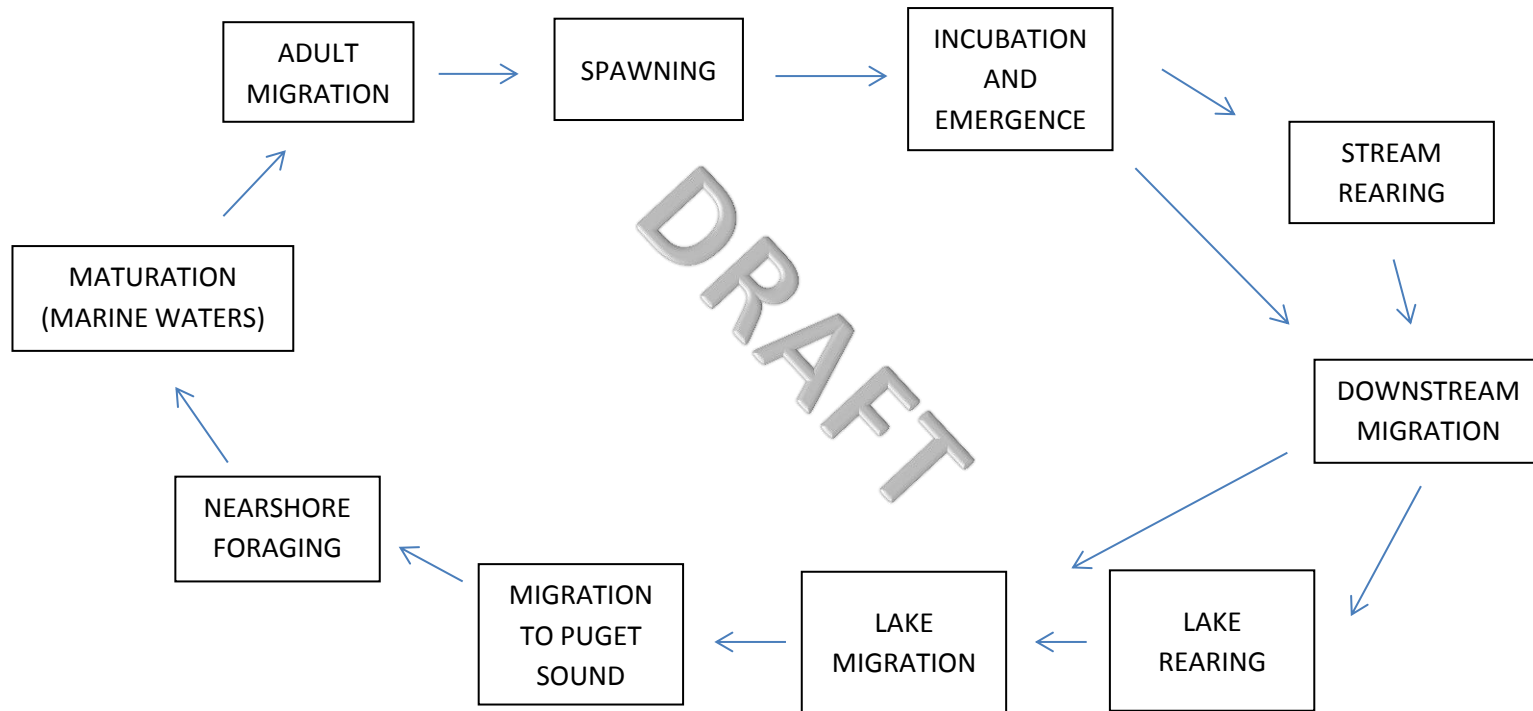 ADULT
MIGRATION
SPAWNING
INCUBATION
AND
EMERGENCE
STREAM
REARING
DOWNSTREAM
MIGRATION
LAKE
REARING
LAKE
MIGRATION
MIGRATION
TO PUGET
SOUND
NEARSHORE
FORAGING
MATURATION
(MARINE WATERS)
DRAFT